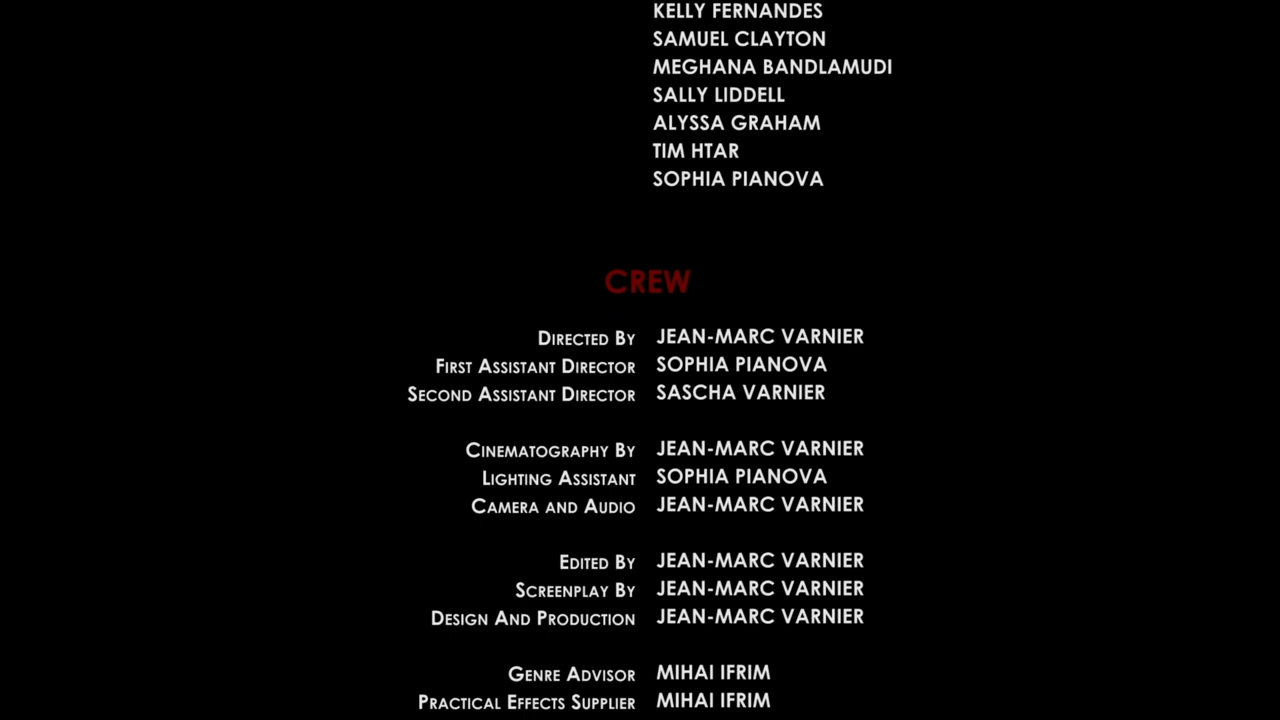 KELLY FERNANDES
SAMUEL CLAYTON
MEGHANA BANDLAMUDI
SALLY LIDDELL
ALYSSA GRAHAM
TIM HTAR
SOPHIA PIANOVA
CREW
DIRECTED BY JEAN-MARC VARNIER
FIRST ASSISTANT DIRECTOR SOPHIA PIANOVA
SECOND ASSISTANT DIRECTOR SASCHA VARNIER
CINEMATOGRAPHY BY JEAN-MARC VARNIER
LIGHTING ASSISTANT SOPHIA PIANOVA
CAMERA AND AUDIO JEAN-MARC VARNIER
EDITED BY JEAN-MARC VARNIER
SCREENPLAY BY JEAN-MARC VARNIER
DESIGN AND PRODUCTION JEAN-MARC VARNIER
GENRE ADVISOR MIHAI IFRIM
PRACTICAL EFFECTS SUPPLIER MIHAI IFRIM